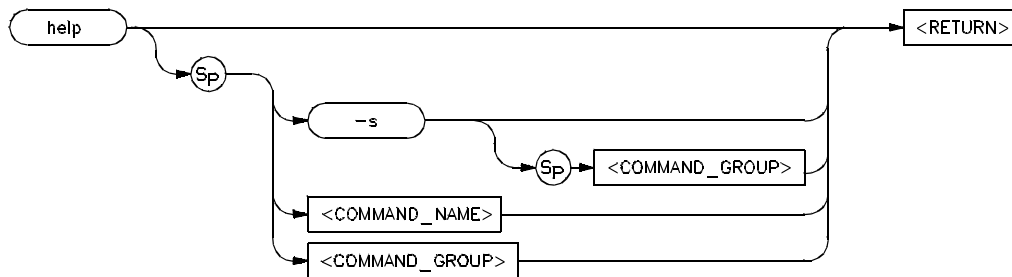 help
<RETURN>
Sp
-s
Sp
<COMMAND_GROUP>
<COMMAND_NAME>
<COMMAND_GROUP>